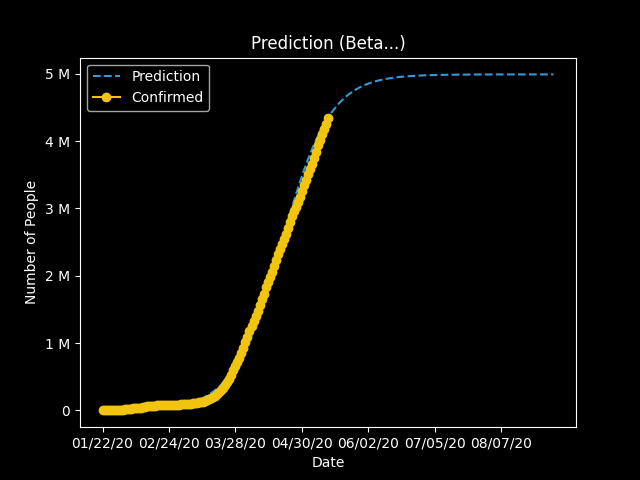 Prediction (Beta...)
Prediction
Confirmed
5 M
4 M
3 M
2 M
1 M
0
Number of People
01/22/20 02/24/20 03/28/20 04/30/20 06/02/20 07/05/20 08/07/20
Date